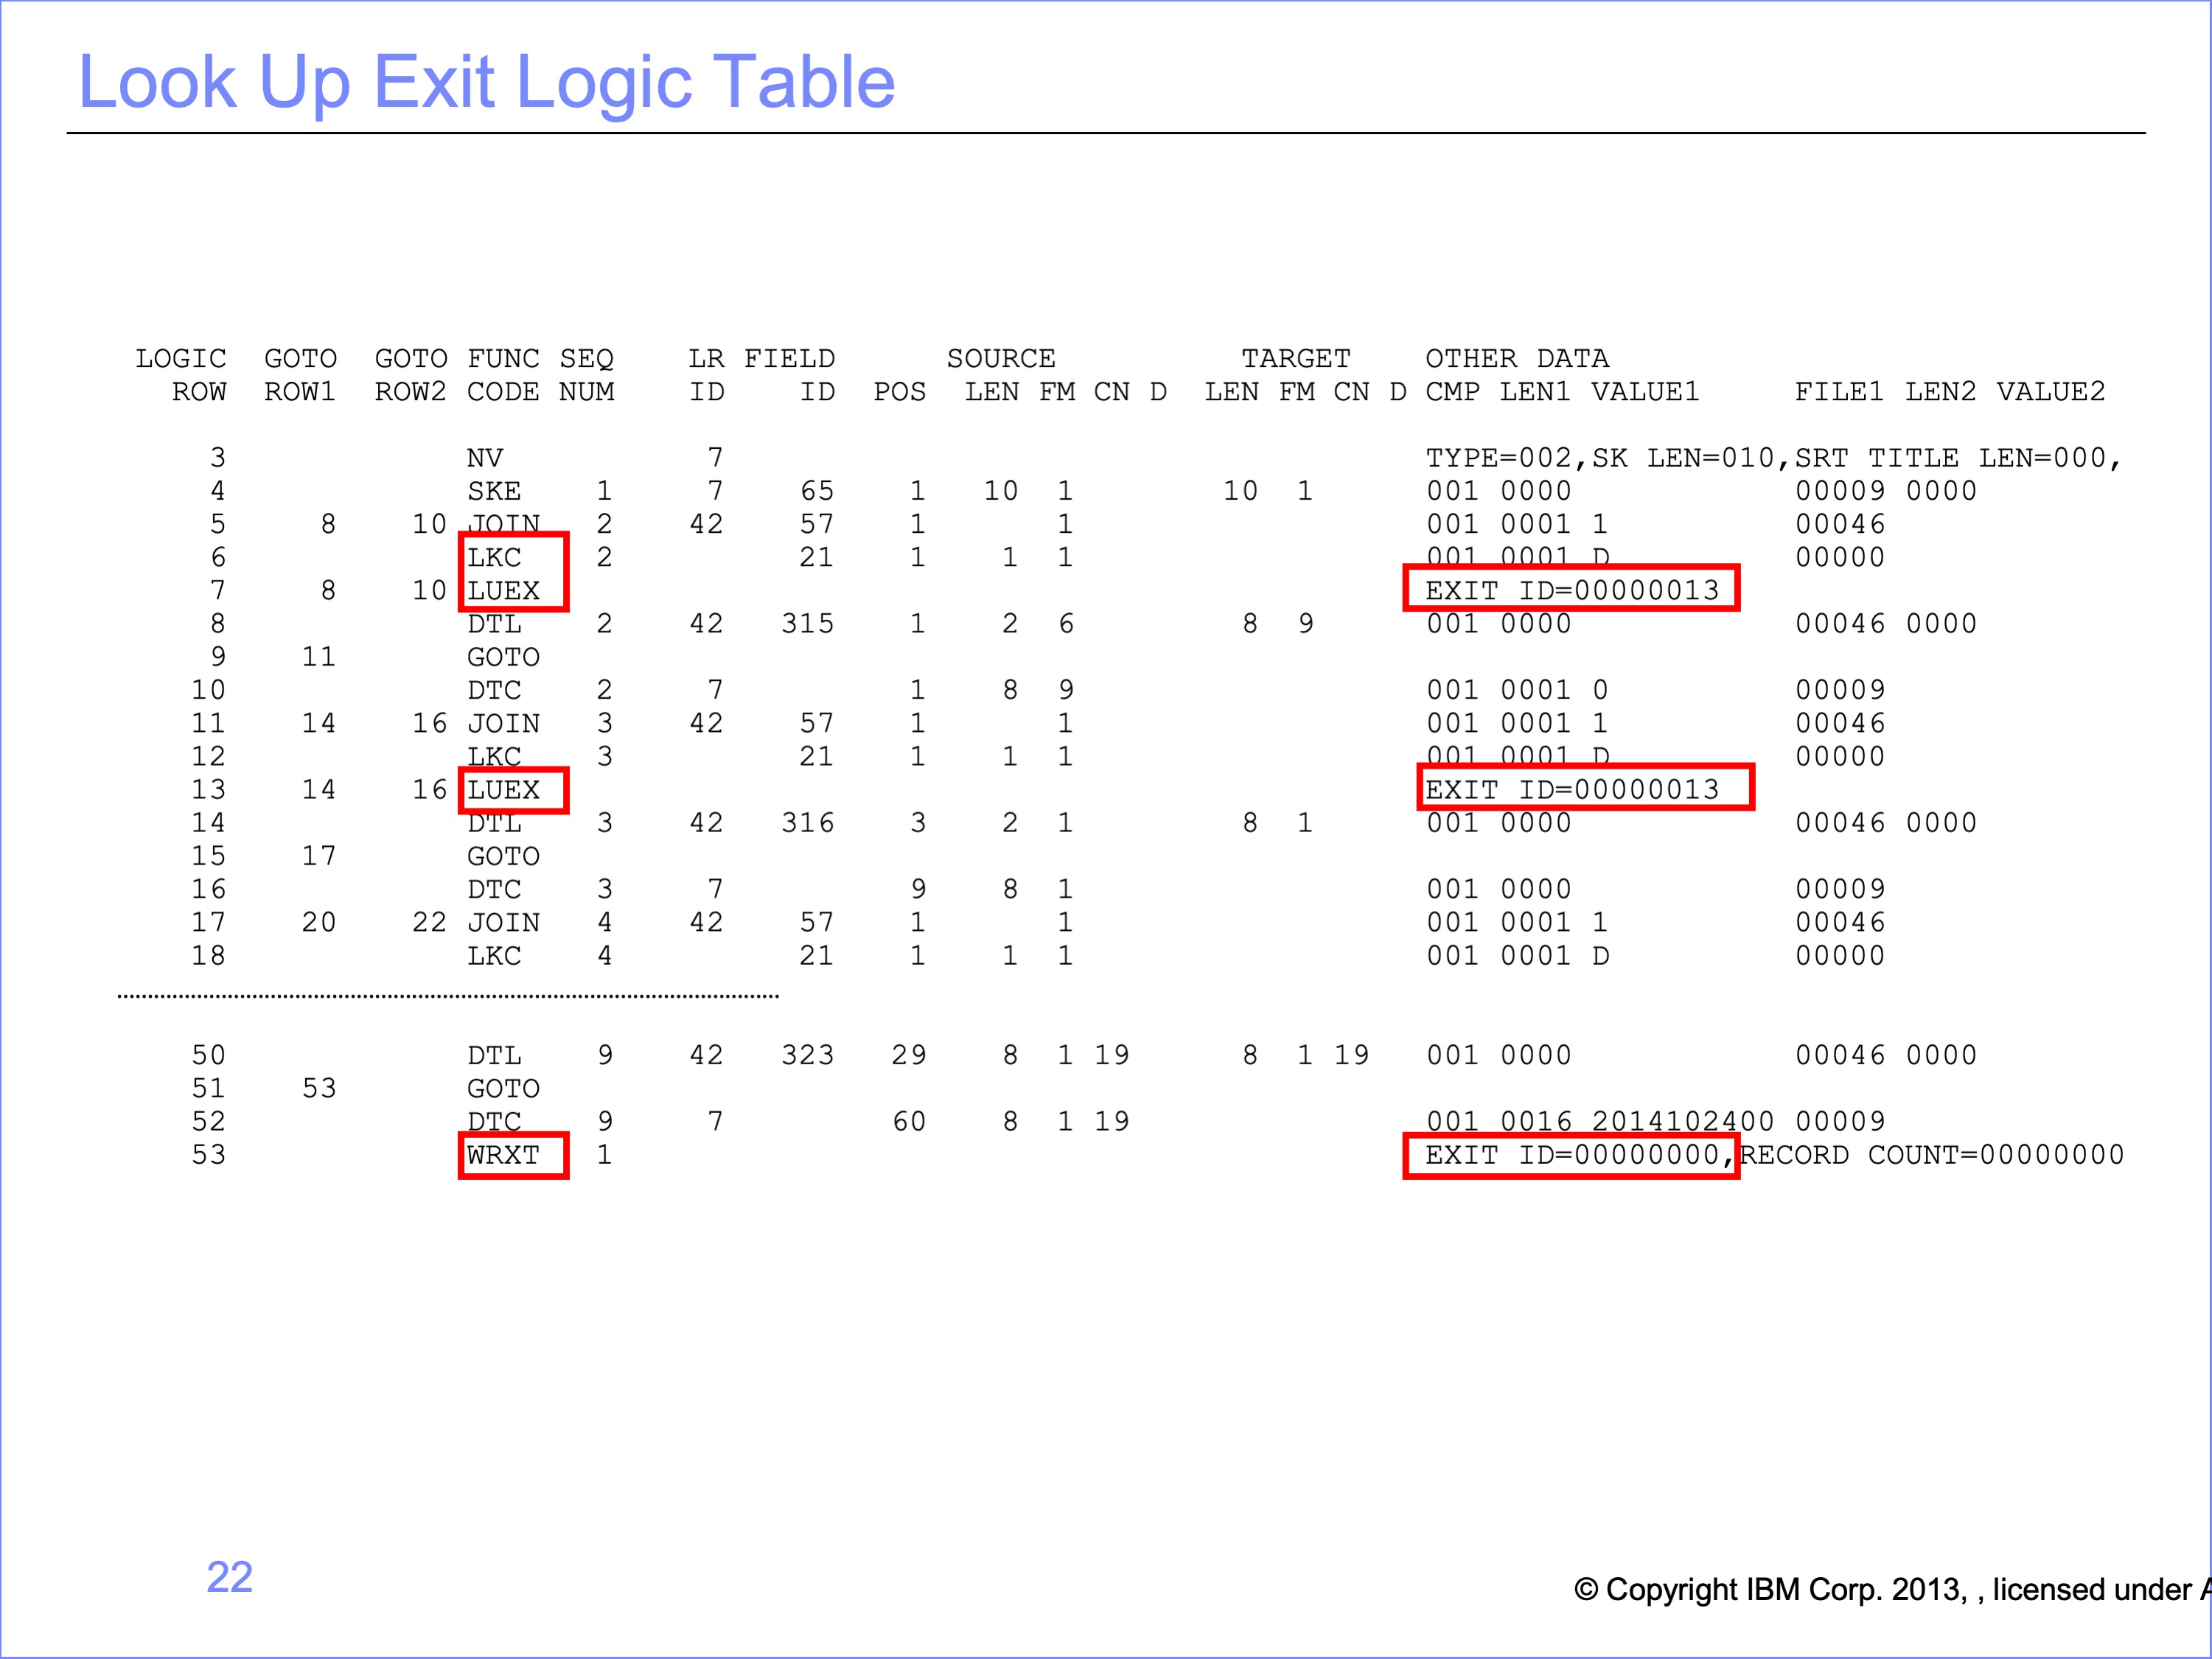 Look Up Exit Logic Table
LOGIC GOTO GOTO FUNC SEQ LR FIELD SOURCE TARGET OTHER DATA
ROW ROW1 ROW2 CODE NUM ID ID POS LEN FM CN D LEN FM CN D CMP LEN1 VALUE1 FILE1 LEN2 VALUE2
3 NV 7 TYPE=002,SK LEN=010,SRT TITLE LEN=000,
4 SKE 1 7 65 1 10 1 10 1 001 0000 00009 0000
5 8 10 JOIN 2 42 57 1 1 001 0001 1 00046
6 LKC 2 21 1 1 1 001 0001 D 00000
7 8 10 LUEX EXIT ID=00000013
8 DTL 2 42 315 1 2 6 8 9 001 0000 00046 0000
9 11 GOTO
10 DTC 2 7 1 8 9 001 0001 0 00009
11 14 16 JOIN 3 42 57 1 1 001 0001 1 00046
12 LKC 3 21 1 1 1 001 0001 D 00000
13 14 16 LUEX EXIT ID=00000013
14 DTL 3 42 316 3 2 1 8 1 001 0000 00046 0000
15 17 GOTO
16 DTC 3 7 9 8 1 001 0000 00009
17 20 22 JOIN 4 42 57 1 1 001 0001 1 00046
18 LKC 4 21 1 1 1 001 0001 D 00000
50 DTL 9 42 323 29 8 1 19 8 1 19 001 0000 00046 0000
51 53 GOTO
52 DTC 9 7 60 8 1 19 001 0016 2014102400 00009
53 WRXT 1 EXIT ID=00000000,RECORD COUNT=00000000
22
© Copyright IBM Corp. 2013, , licensed under A